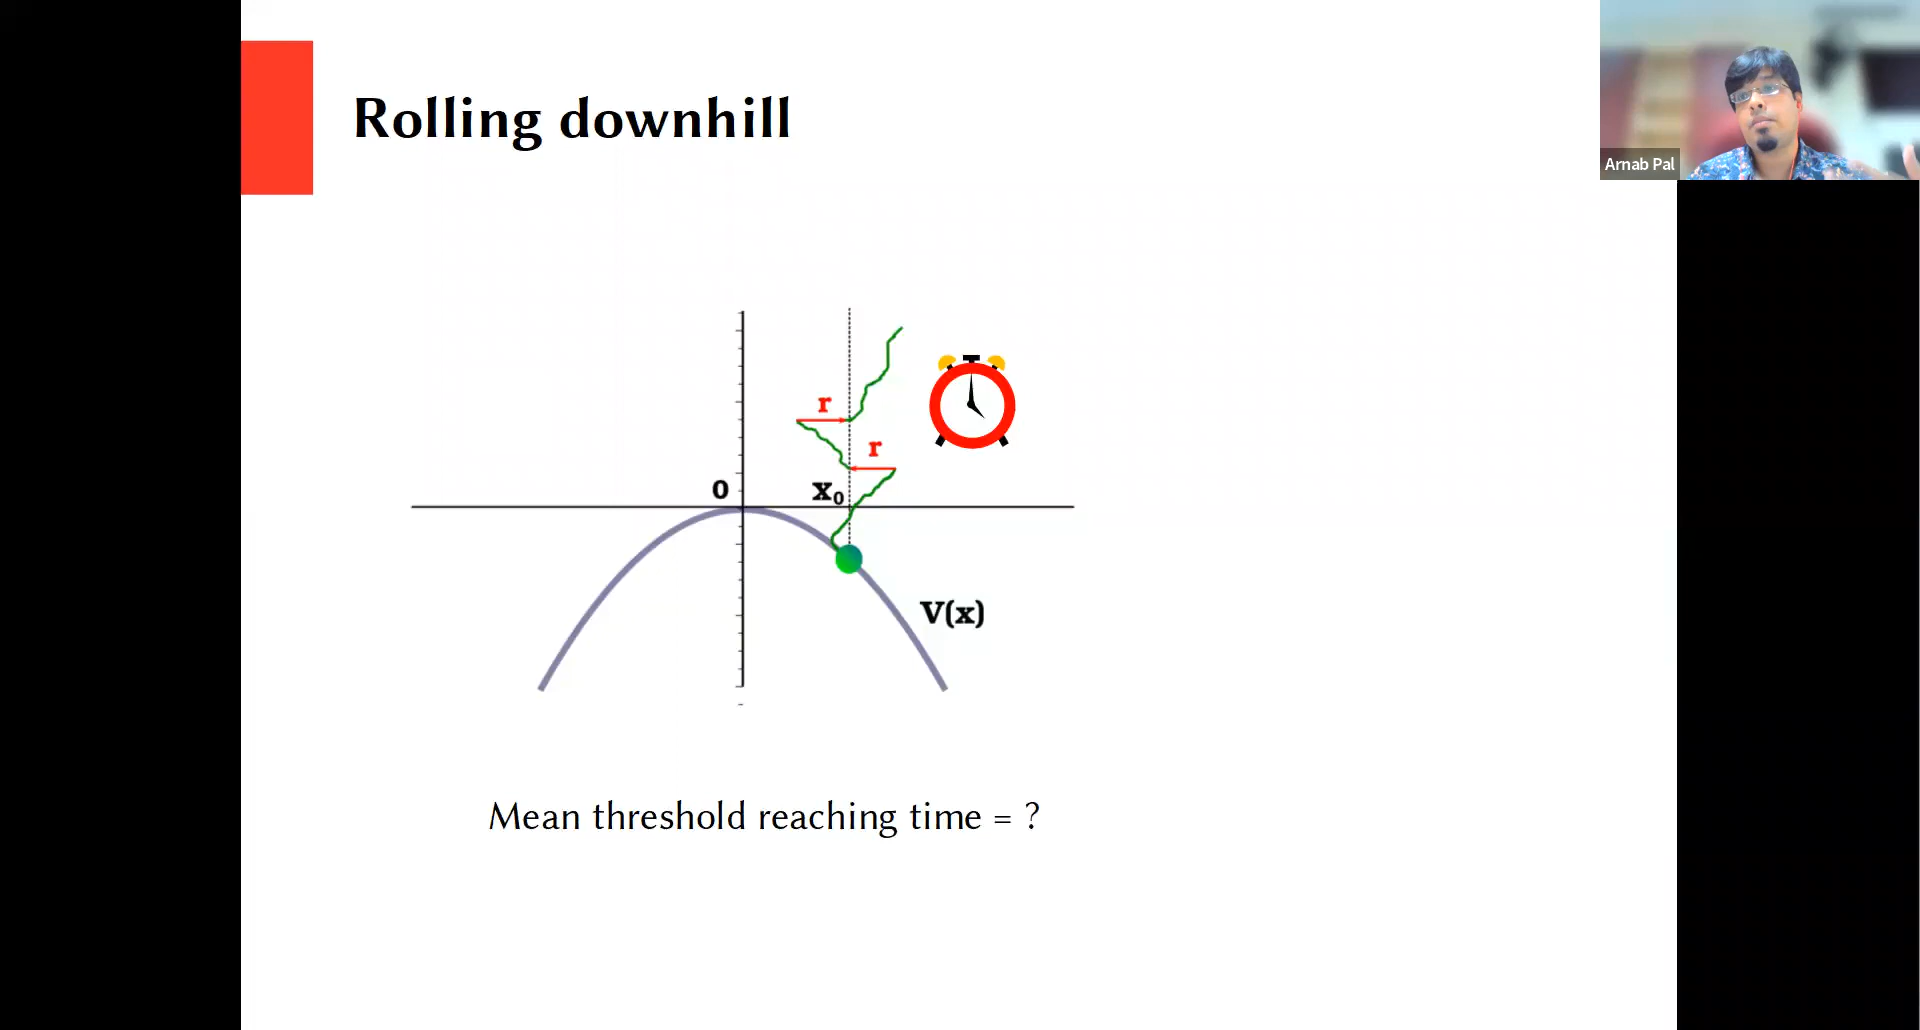 Rolling downhill
Arnab Pal
r
r
0
x₀
V(x)
Mean threshold reaching time = ?